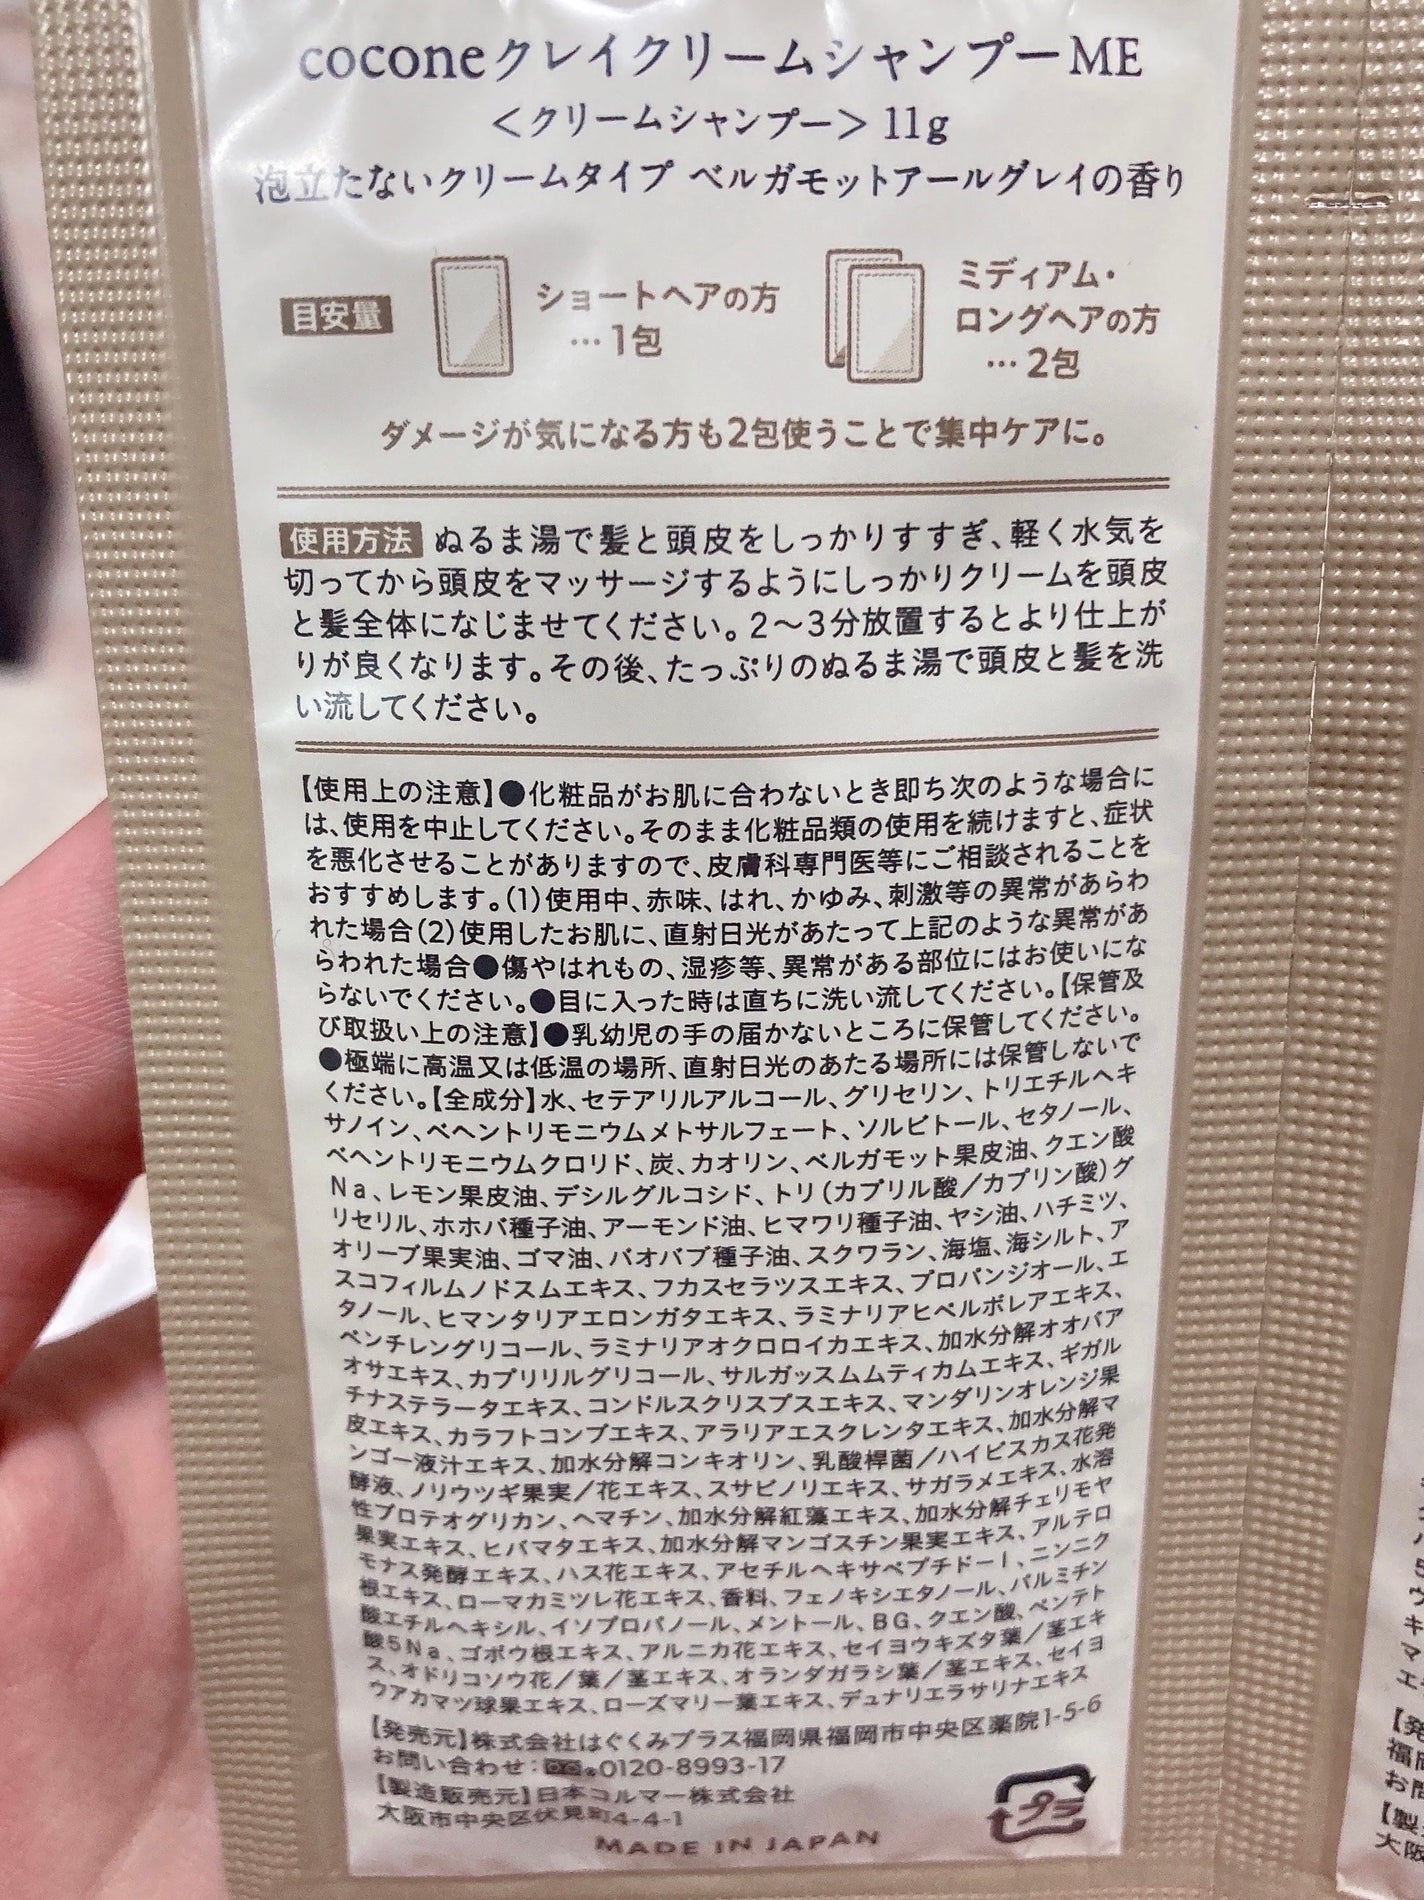 coconeクレイクリームシャンプーME
＜クリームシャンプー＞ 11g
泡立たないクリームタイプ ベルガモットアールグレイの香り
目安量
ショートヘアの方
…1包
ミディアム・
ロングヘアの方
…2包
ダメージが気になる方も2包使うことで集中ケアに。
使用方法 ぬるま湯で髪と頭皮をしっかりすすぎ、軽く水気を
切ってから頭皮をマッサージするようにしっかりクリームを頭皮
と髪全体になじませてください。2〜3分放置するとより仕上が
りが良くなります。その後、たっぷりのぬるま湯で頭皮と髪を洗
い流してください。
【使用上の注意】●化粧品がお肌に合わないとき即ち次のような場合に
は、使用を中止してください。そのまま化粧品類の使用を続けますと、症状
を悪化させることがありますので、皮膚科専門医等にご相談されることを
おすすめします。(1)使用中、赤味、はれ、かゆみ、刺激等の異常があらわ
れた場合(2)使用したお肌に、直射日光があたって上記のような異常があ
らわれた場合●傷やはれもの、湿疹等、異常がある部位にはお使いにな
らないでください。●目に入った時は直ちに洗い流してください。【保管及
び取扱い上の注意】●乳幼児の手の届かないところに保管してください。
●極端に高温又は低温の場所、直射日光のあたる場所には保管しないで
ください。【全成分】水、セテアリルアルコール、グリセリン、トリエチルヘキ
サノイン、ベヘントリモニウムメトサルフェート、ソルビトール、セタノール、
ベヘントリモニウムクロリド、炭、カオリン、ベルガモット果皮油、クエン酸
Na、レモン果皮油、デシルグルコシド、トリ(カプリル酸／カプリン酸)グ
リセリル、ホホバ種子油、アーモンド油、ヒマワリ種子油、ヤシ油、ハチミツ、
オリーブ果実油、ゴマ油、バオバブ種子油、スクワラン、海塩、海シルト、ア
スコフィルムノドスムエキス、フカスセラツスエキス、プロパンジオール、エ
タノール、ヒマンタリアエロンガタエキス、ラミナリアヒペルボレアエキス、
ペンチレングリコール、ラミナリアオクロロイカエキス、加水分解オオバア
オサエキス、カプリリルグリコール、サルガッスムムティカムエキス、ギガル
チナステラータエキス、コンドルスクリスプスエキス、マンダリンオレンジ果
皮エキス、カラフトコンブエキス、アラリアエスクレンタエキス、加水分解マ
ンゴー液汁エキス、加水分解コンキオリン、乳酸桿菌／ハイビスカス花発
酵液、ノリウツギ果実／花エキス、スサビノリエキス、サガラメエキス、水溶
性プロテオグリカン、ヘマチン、加水分解紅藻エキス、加水分解チェリモヤ
果実エキス、ヒバマタエキス、加水分解マンゴスチン果実エキス、アルテロ
モナス発酵エキス、ハス花エキス、アセチルヘキサペプチドー1、ニンニク
根エキス、ローマカミツレ花エキス、香料、フェノキシエタノール、パルミチン
酸エチルヘキシル、イソプロパノール、メントール、BG、クエン酸、ペンテト
酸5Na、ゴボウ根エキス、アルニカ花エキス、セイヨウキズタ葉／茎エキ
ス、オドリコソウ花／葉／茎エキス、オランダガラシ葉／茎エキス、セイヨ
ウアカマツ球果エキス、ローズマリー葉エキス、デュナリエラサリナエキス
【発売元】株式会社はぐくみプラス福岡県福岡市中央区薬院1-5-6
お問い合わせ：0120-8993-17
【製造販売元】日本コルマー株式会社
大阪市中央区伏見町4-4-1
プラ
MADE IN JAPAN